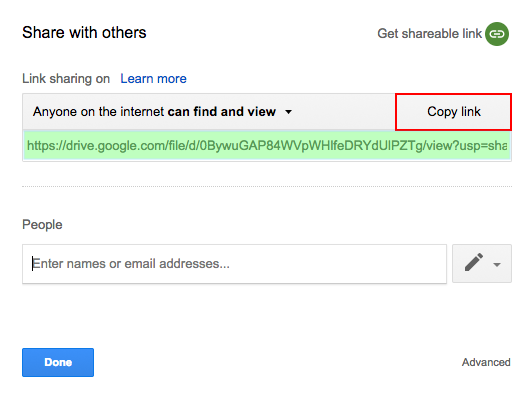 Share with others
Get shareable link
Link sharing on Learn more
Anyone on the internet can find and view
Copy link
https://drive.google.com/file/d/0BywuGAP84WVpWHlfeDRYdUlPZTg/view?usp=sha
People
Enter names or email addresses...
Done
Advanced